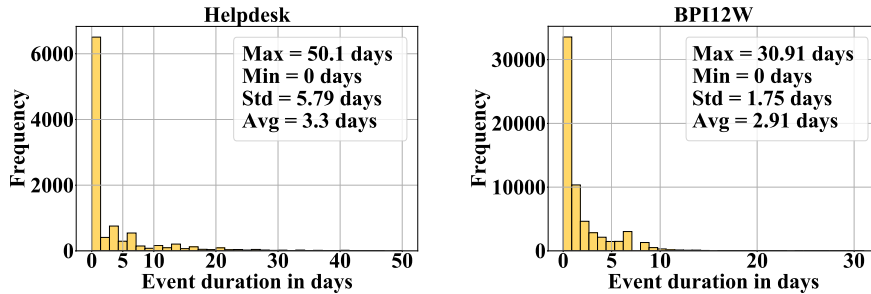 Helpdesk
Frequency
6000
4000
2000
0
Max = 50.1 days
Min = 0 days
Std = 5.79 days
Avg = 3.3 days
0 5 10 20 30 40 50
Event duration in days
BPI12W
Frequency
30000
20000
10000
0
Max = 30.91 days
Min = 0 days
Std = 1.75 days
Avg = 2.91 days
0 5 10 20 30
Event duration in days